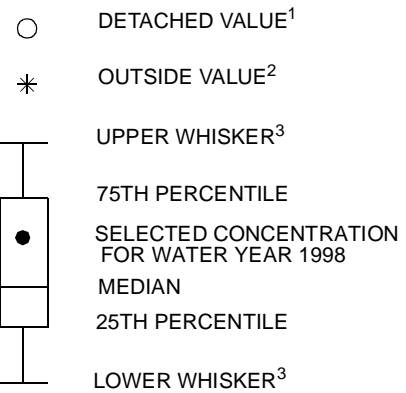 DETACHED VALUE¹
OUTSIDE VALUE²
UPPER WHISKER³
75TH PERCENTILE
SELECTED CONCENTRATION
FOR WATER YEAR 1998
MEDIAN
25TH PERCENTILE
LOWER WHISKER³